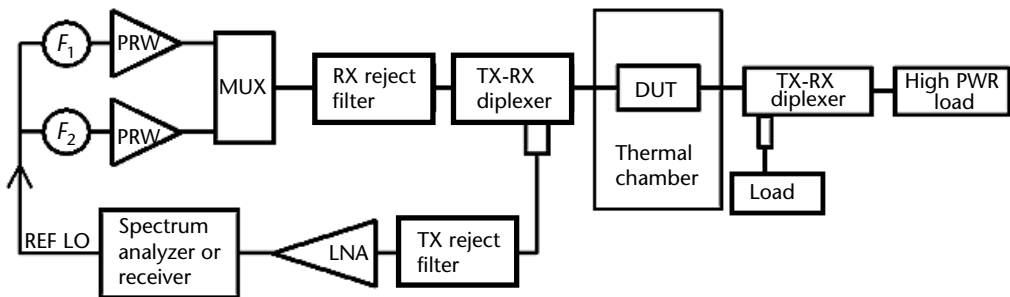 F1
PRW
MUX
RX reject
filter
TX-RX
diplexer
DUT
Thermal
chamber
TX-RX
diplexer
High PWR
load
Load
F2
PRW
REF LO
Spectrum
analyzer or
receiver
LNA
TX reject
filter